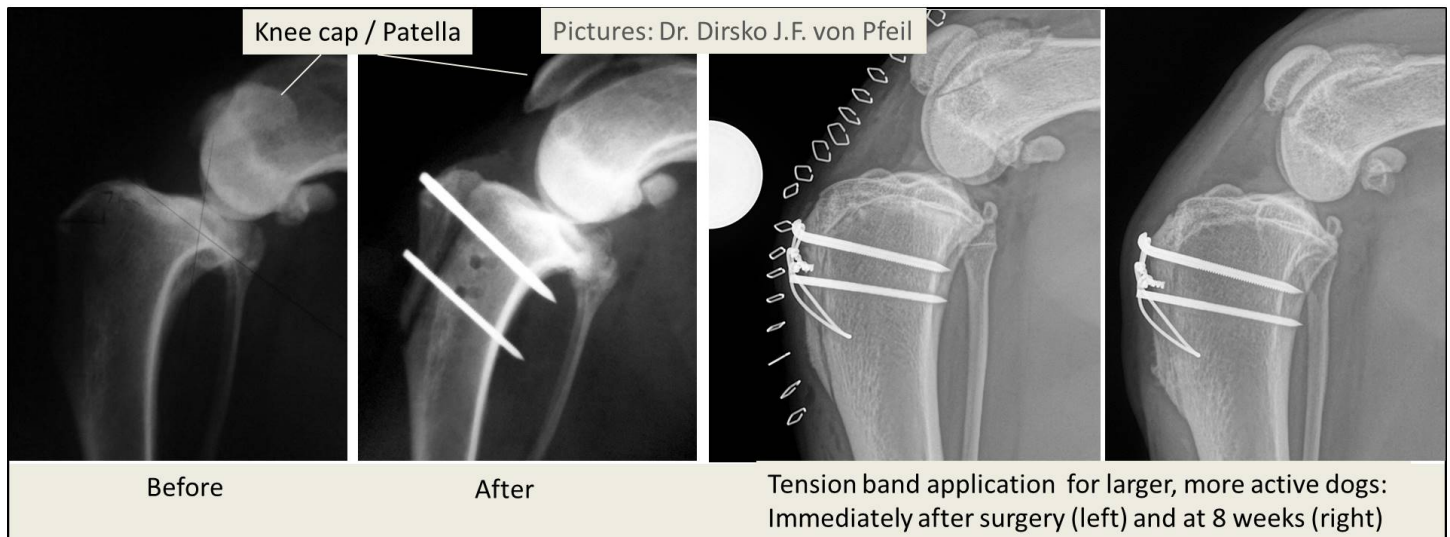 Knee cap / Patella
Pictures: Dr. Dirsko J.F. von Pfeil
Before
After
Tension band application for larger, more active dogs:
Immediately after surgery (left) and at 8 weeks (right)